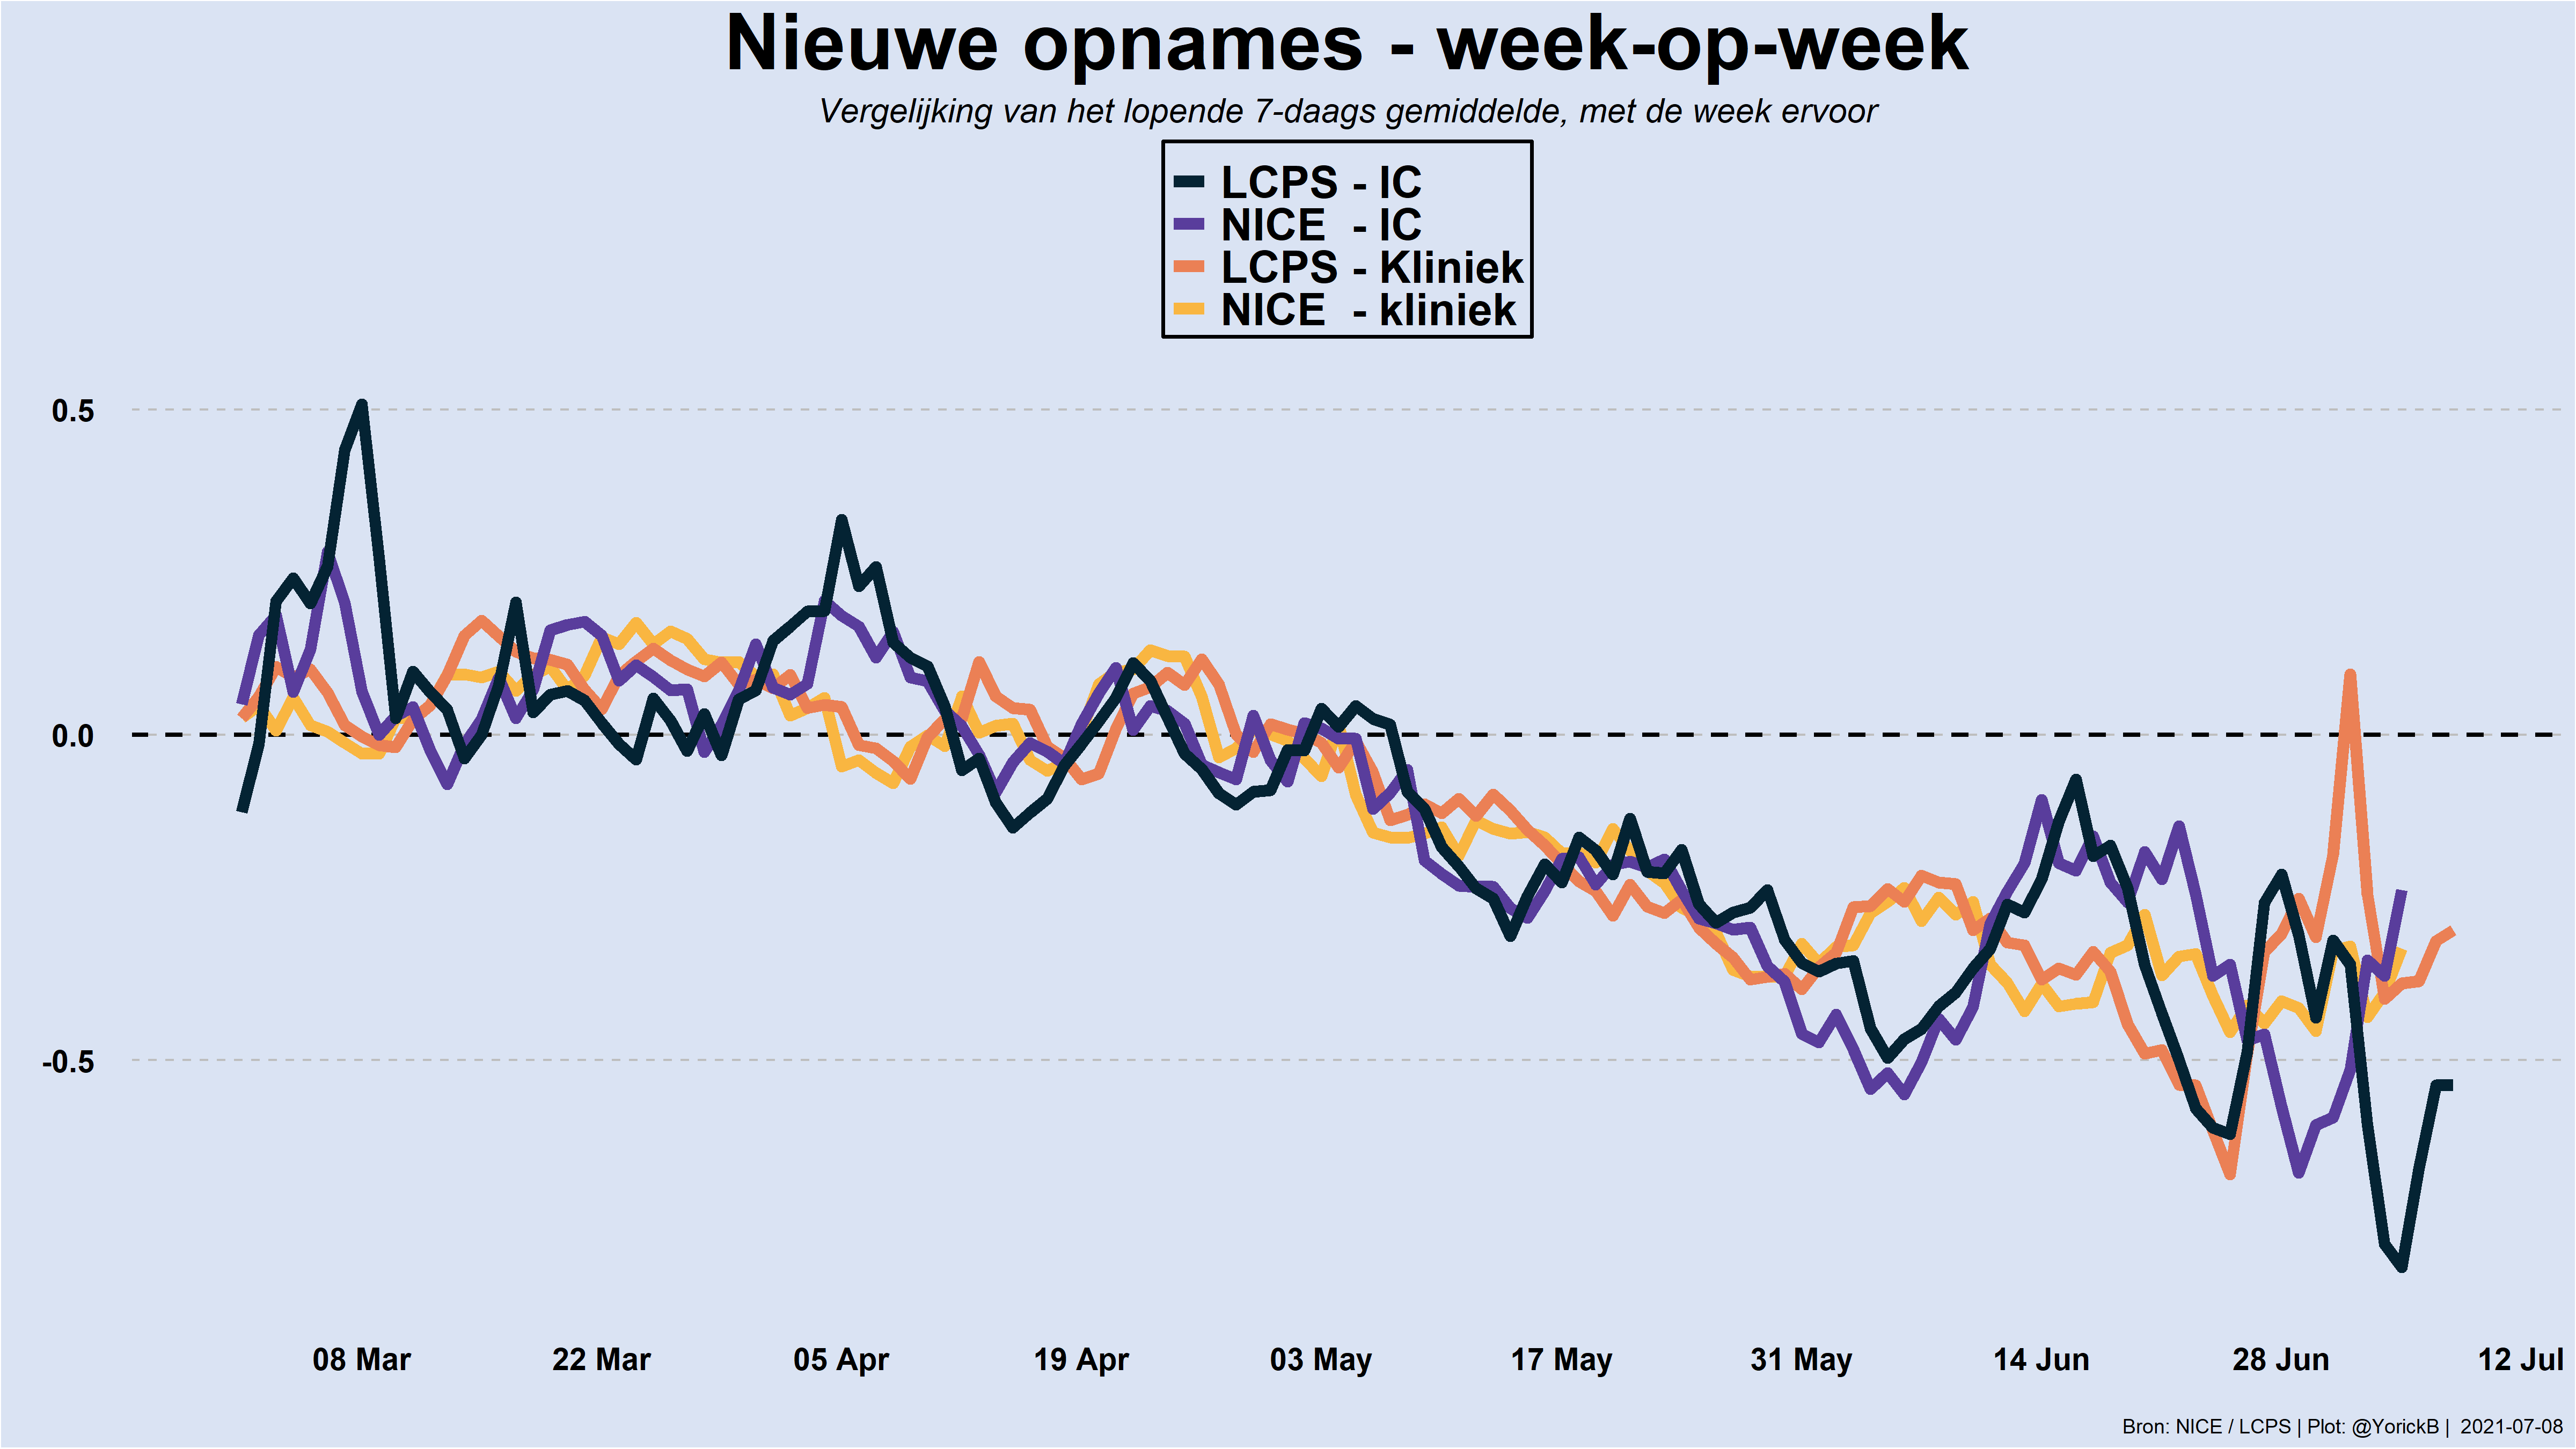 Nieuwe opnames - week-op-week
Vergelijking van het lopende 7-daags gemiddelde, met de week ervoor
LCPS - IC
NICE - IC
LCPS - Kliniek
NICE - kliniek
0.5
0.0
-0.5
08 Mar 22 Mar 05 Apr 19 Apr 03 May 17 May 31 May 14 Jun 28 Jun 12 Jul
Bron: NICE / LCPS | Plot: @YorickB | 2021-07-08